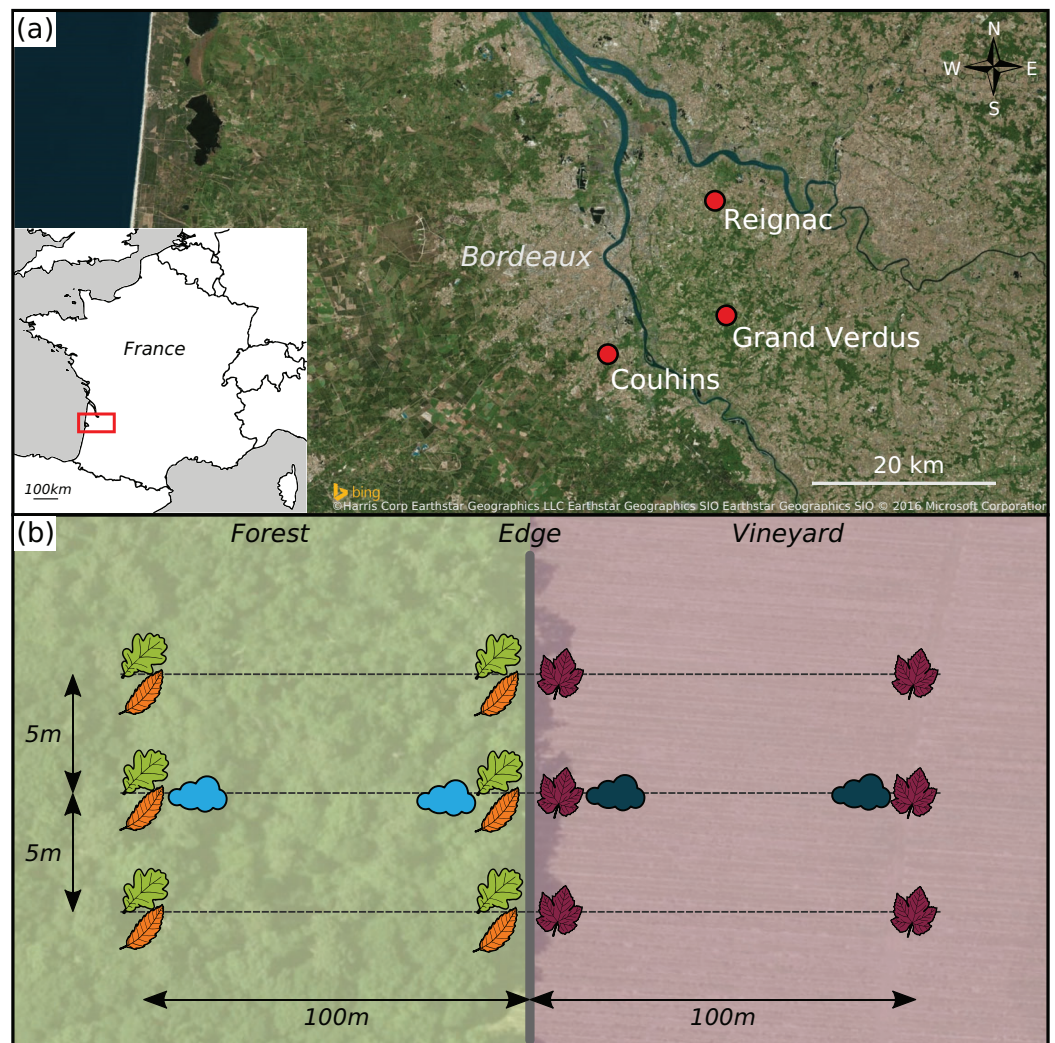 (a)
N
W E
S
Reignac
Bordeaux
Grand Verdus
Couhins
France
100km
20 km
bing
©Harris Corp Earthstar Geographics LLC Earthstar Geographics SIO Earthstar Geographics SIO © 2016 Microsoft Corporation
(b)
Forest Edge Vineyard
5m
5m
100m 100m